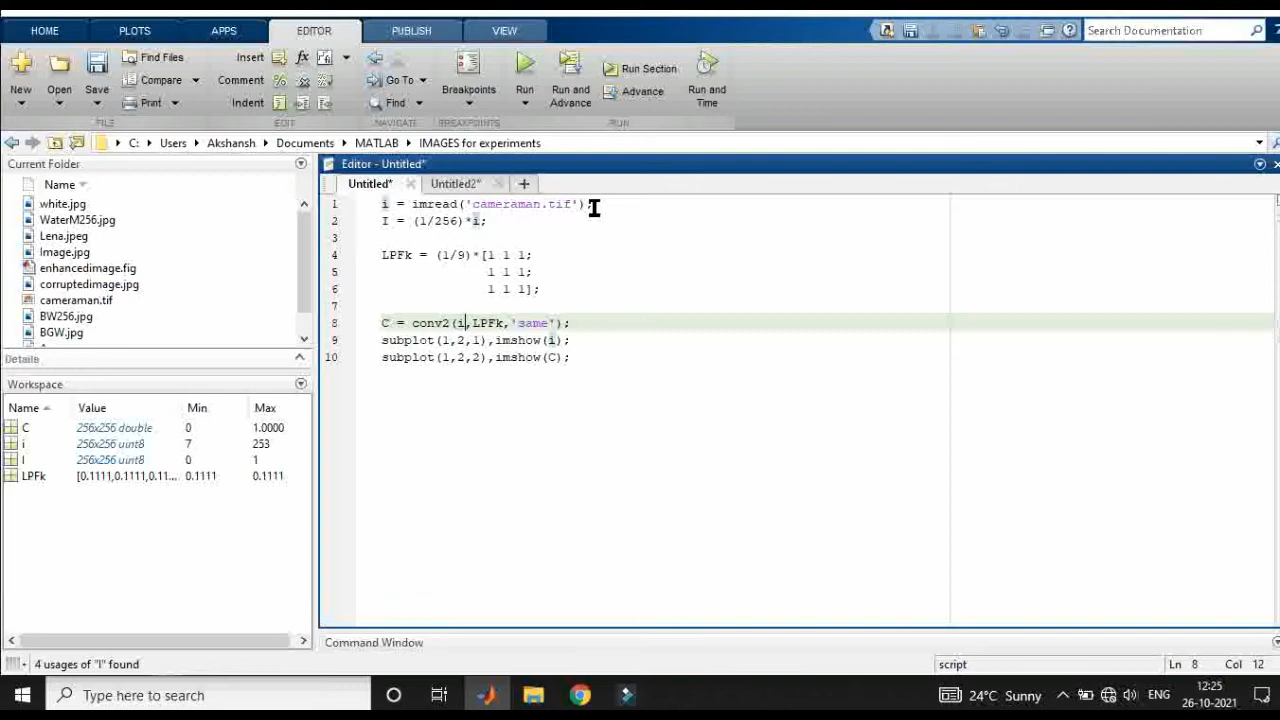 HOME PLOTS APPS EDITOR PUBLISH VIEW Search Documentation
New Open Save Find Files Compare Print Insert Comment Indent fx Go To Find Breakpoints Run Run and Advance Run Section Advance Run and Time
FILE EDIT NAVIGATE BREAKPOINTS RUN
C: Users Akshansh Documents MATLAB IMAGES for experiments
Current Folder
Name
white.jpg
WaterM256.jpg
Lena.jpeg
Image.jpg
enhancedimage.fig
corruptedimage.jpg
cameraman.tif
BW256.jpg
BGW.jpg
Details
Workspace
Name Value Min Max
C 256x256 double 0 1.0000
i 256x256 uint8 7 253
I 256x256 uint8 0 1
LPFk [0.1111,0.1111,0.11... 0.1111 0.1111
Editor - Untitled*
Untitled* Untitled2*
1 i = imread('cameraman.tif');
2 I = (1/256)*i;
3
4 LPFk = (1/9)*[1 1 1;
5 1 1 1;
6 1 1 1];
7
8 C = conv2(i,LPFk,'same');
9 subplot(1,2,1),imshow(i);
10 subplot(1,2,2),imshow(C);
Command Window
4 usages of "I" found script Ln 8 Col 12
Type here to search 24°C Sunny ENG 12:25
26-10-2021